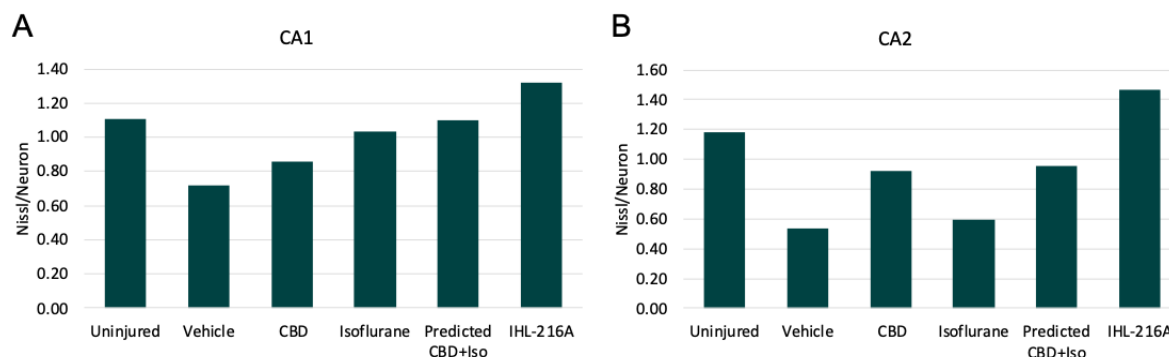 A
CA1
Nissl/Neuron
1.40
1.20
1.00
0.80
0.60
0.40
0.20
0.00
Uninjured Vehicle CBD Isoflurane Predicted IHL-216A
CBD+Iso
B
CA2
Nissl/Neuron
1.60
1.40
1.20
1.00
0.80
0.60
0.40
0.20
0.00
Uninjured Vehicle CBD Isoflurane Predicted IHL-216A
CBD+Iso